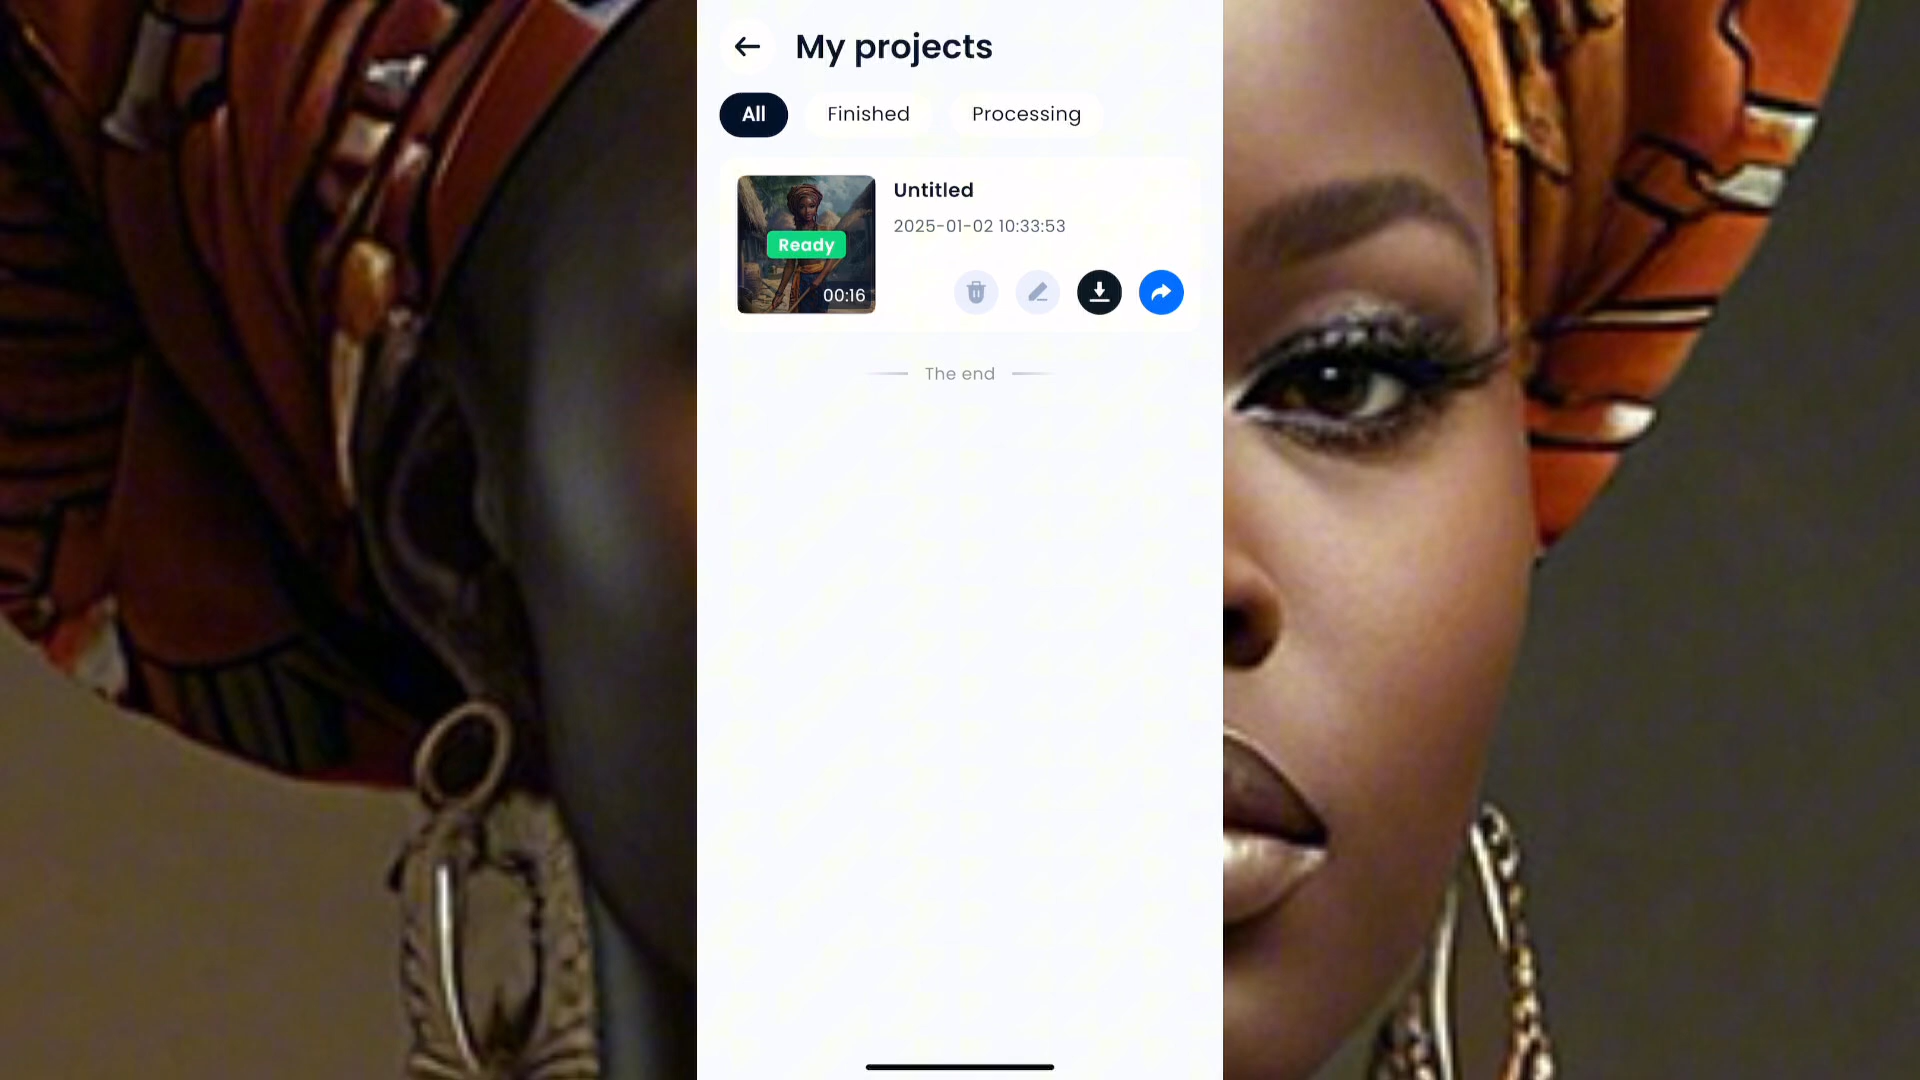 My projects
All
Finished
Processing
Untitled
2025-01-02 10:33:53
Ready
00:16
The end